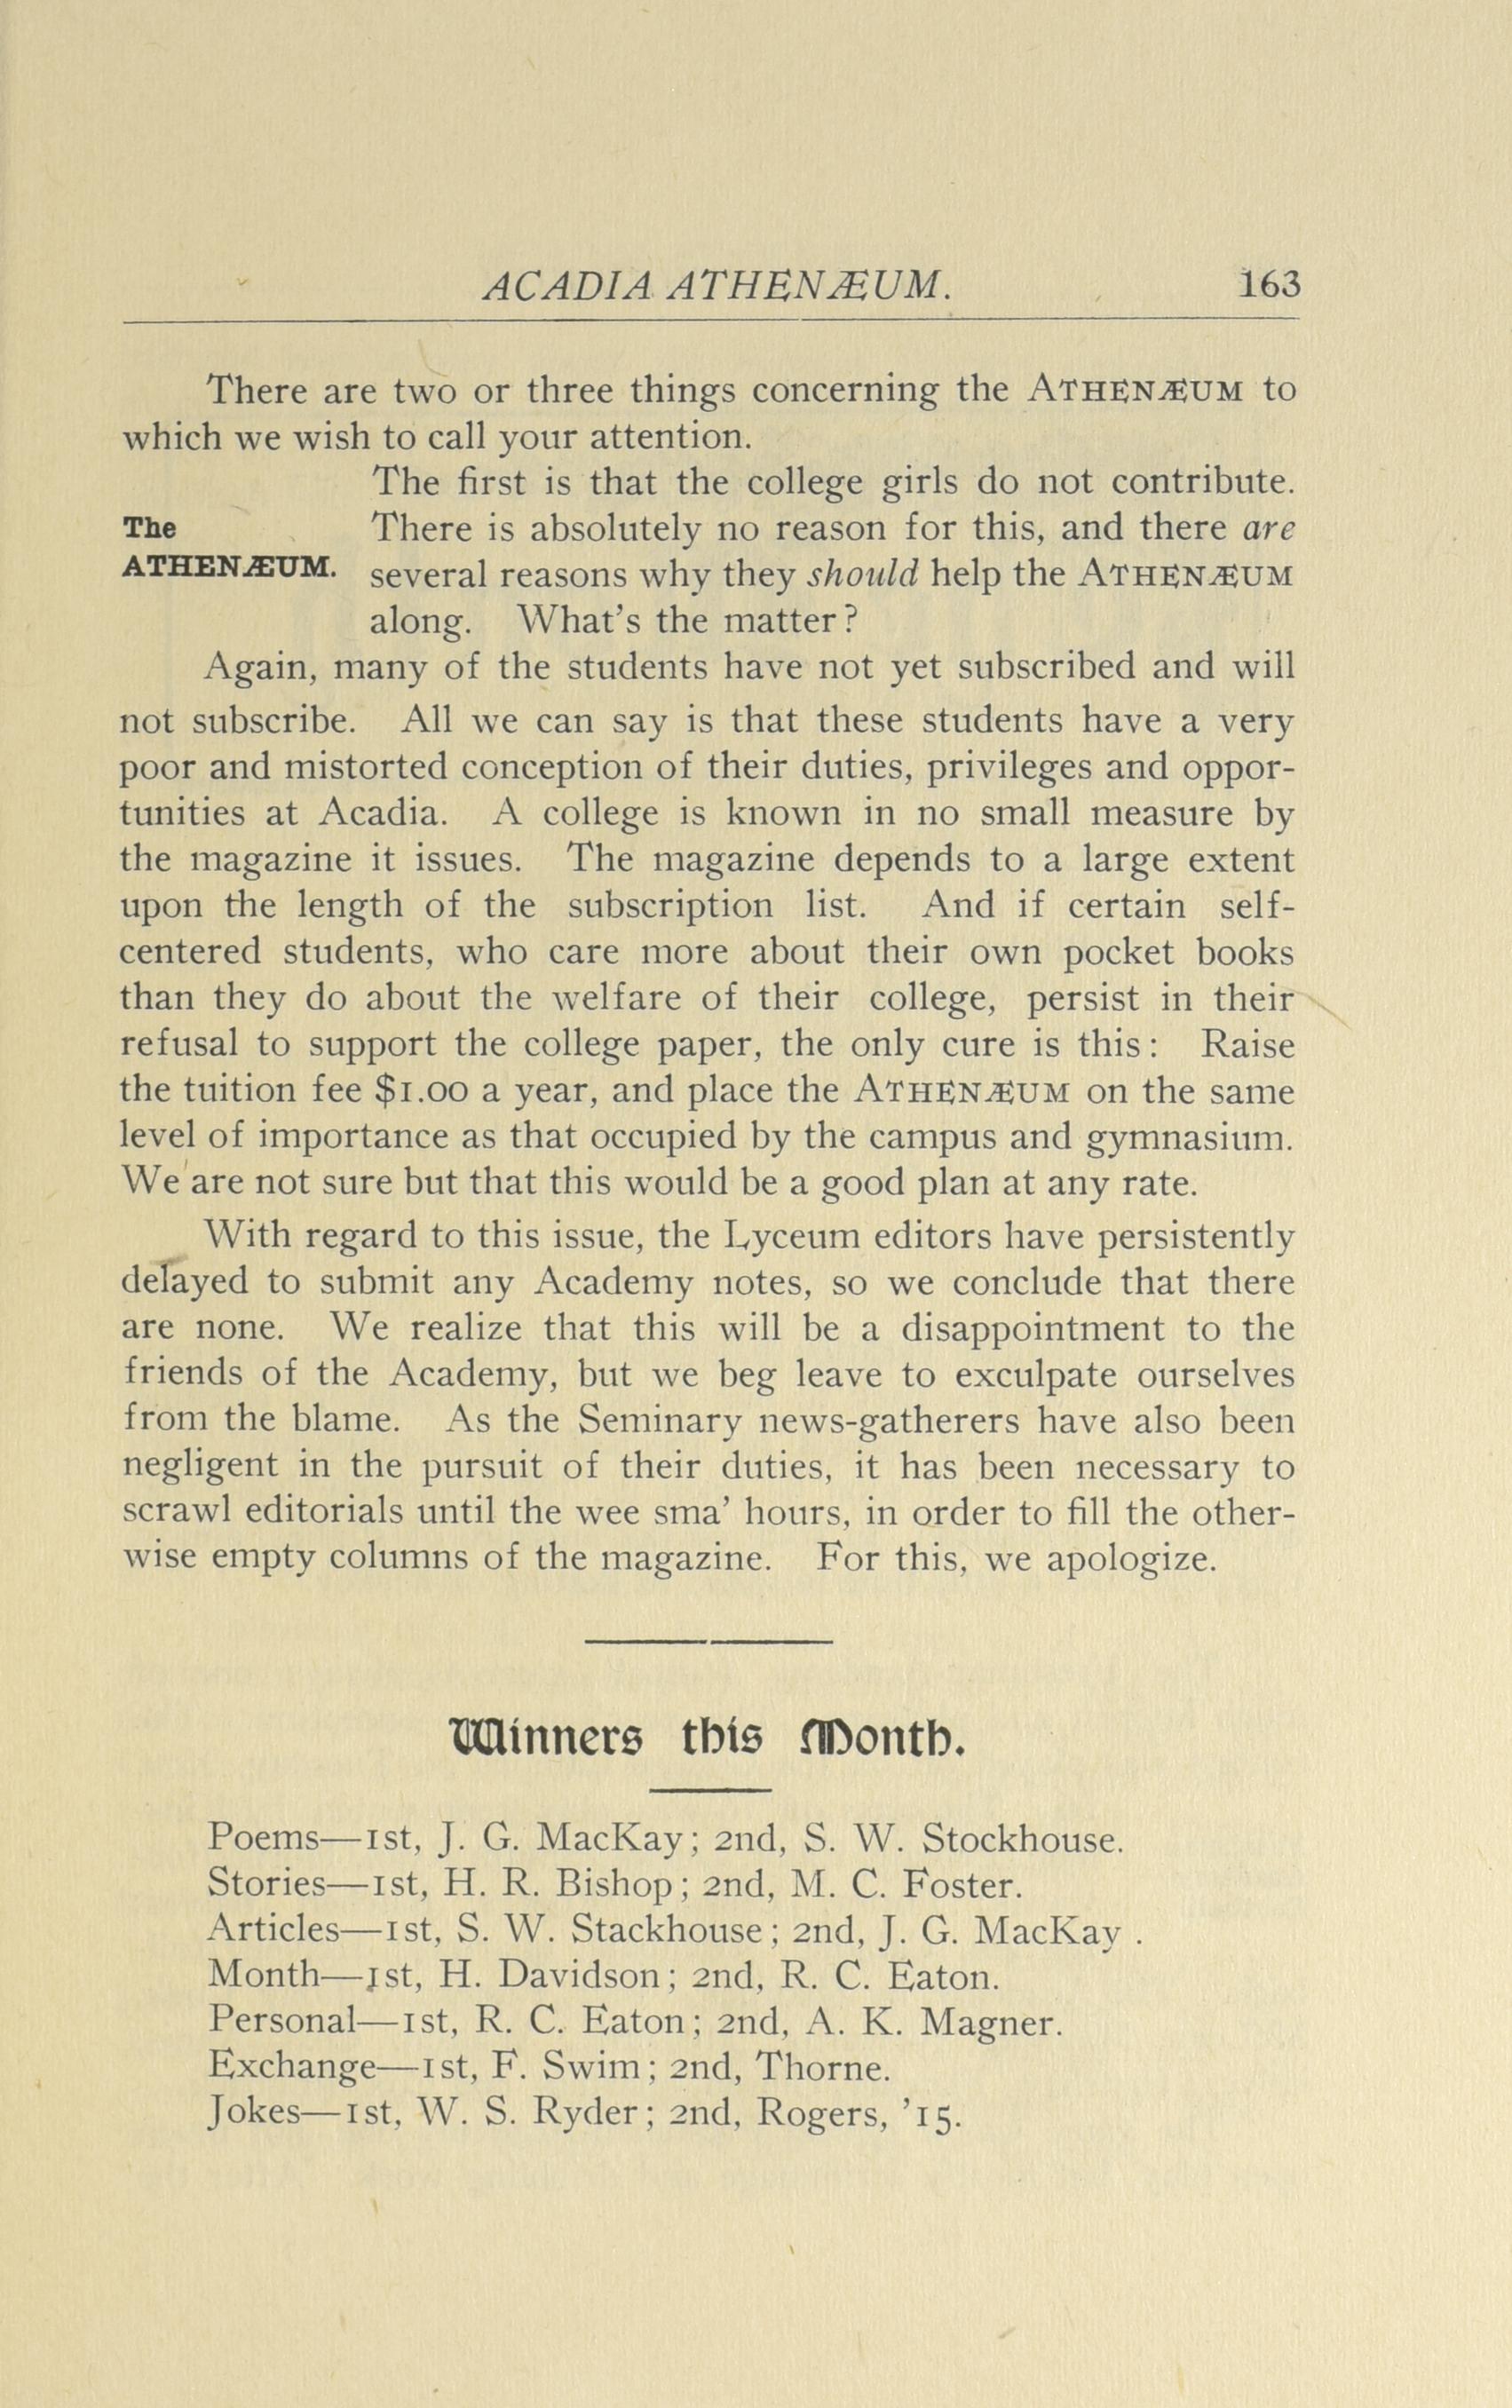 ACADIA ATHENÆUM. 163
There are two or three things concerning the ATHENÆUM to
which we wish to call your attention.
The first is that the college girls do not contribute.
The
ATHENÆUM.
There is absolutely no reason for this, and there are
several reasons why they should help the ATHENÆUM
along. What's the matter?
Again, many of the students have not yet subscribed and will
not subscribe. All we can say is that these students have a very
poor and mistorted conception of their duties, privileges and oppor-
tunities at Acadia. A college is known in no small measure by
the magazine it issues. The magazine depends to a large extent
upon the length of the subscription list. And if certain self-
centered students, who care more about their own pocket books
than they do about the welfare of their college, persist in their
refusal to support the college paper, the only cure is this: Raise
the tuition fee $1.00 a year, and place the ATHENÆUM on the same
level of importance as that occupied by the campus and gymnasium.
We are not sure but that this would be a good plan at any rate.
With regard to this issue, the Lyceum editors have persistently
delayed to submit any Academy notes, so we conclude that there
are none. We realize that this will be a disappointment to the
friends of the Academy, but we beg leave to exculpate ourselves
from the blame. As the Seminary news-gatherers have also been
negligent in the pursuit of their duties, it has been necessary to
scrawl editorials until the wee sma' hours, in order to fill the other-
wise empty columns of the magazine. For this, we apologize.
Winners this Month.
Poems—1st, J. G. MacKay; 2nd, S. W. Stockhouse.
Stories—1st, H. R. Bishop; 2nd, M. C. Foster.
Articles—1st, S. W. Stackhouse; 2nd, J. G. MacKay .
Month—1st, H. Davidson; 2nd, R. C. Eaton.
Personal—1st, R. C. Eaton; 2nd, A. K. Magner.
Exchange—1st, F. Swim; 2nd, Thorne.
Jokes—1st, W. S. Ryder; 2nd, Rogers, '15.